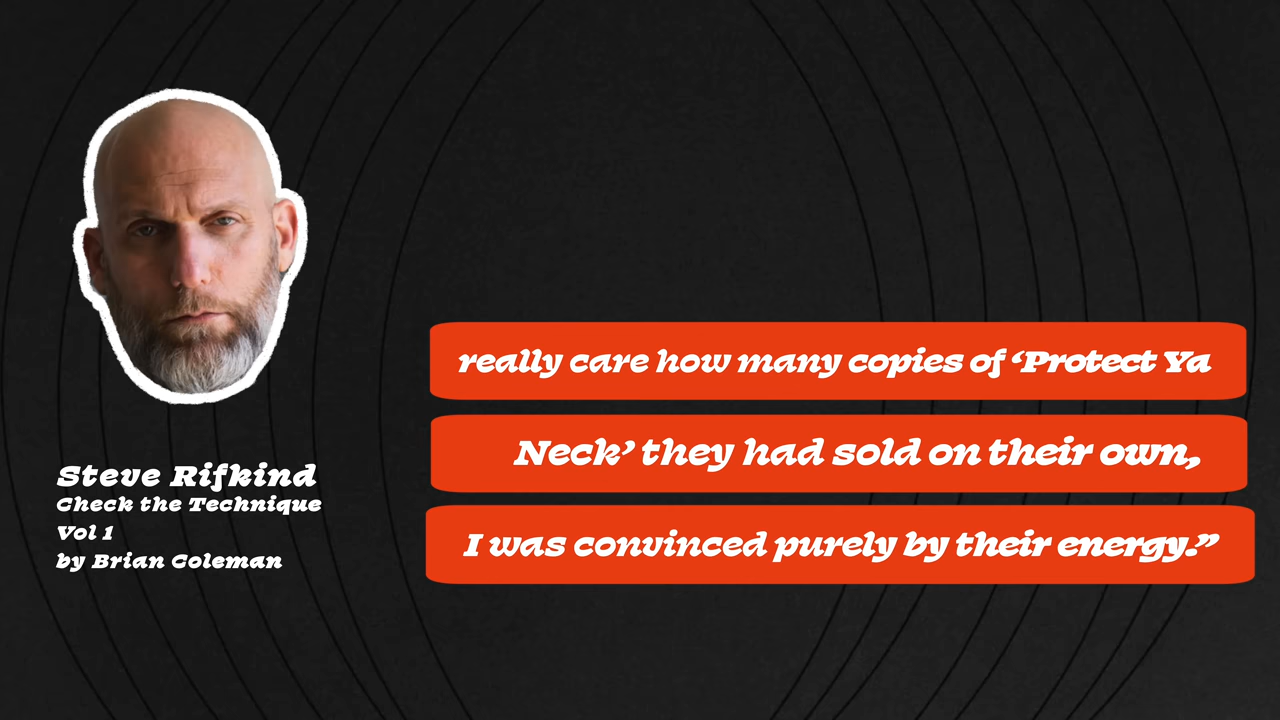 really care how many copies of ‘Protect Ya
Neck’ they had sold on their own,
I was convinced purely by their energy.”
Steve Rifkind
Check the Technique
Vol 1
by Brian Coleman